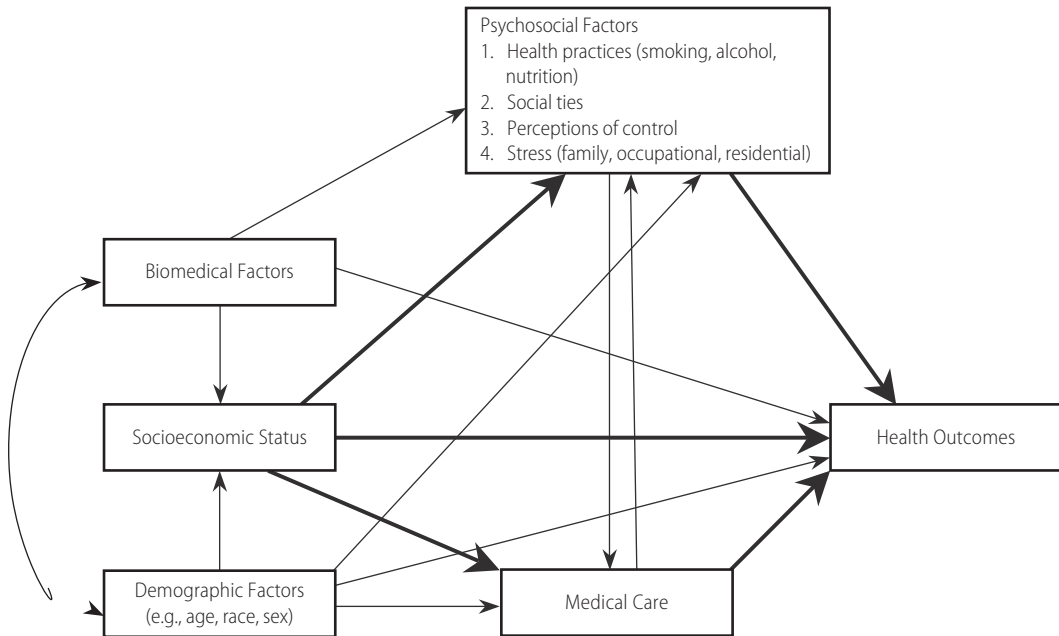 Psychosocial Factors
1. Health practices (smoking, alcohol,
nutrition)
2. Social ties
3. Perceptions of control
4. Stress (family, occupational, residential)
Biomedical Factors
Socioeconomic Status
Health Outcomes
Demographic Factors
(e.g., age, race, sex)
Medical Care